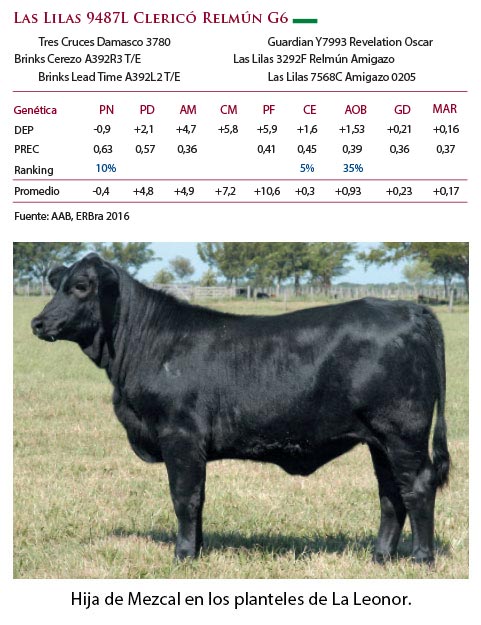 Las Lilas 9487L Clericó Relmún G6
Tres Cruces Damasco 3780 Guardian Y7993 Revelation Oscar
Brinks Cerezo A392R3 T/E Las Lilas 3292F Relmún Amigazo
Brinks Lead Time A392L2 T/E Las Lilas 7568C Amigazo 0205
Genética PN PD AM CM PF CE AOB GD MAR
DEP -0,9 +2,1 +4,7 +5,8 +5,9 +1,6 +1,53 +0,21 +0,16
PREC 0,63 0,57 0,36 0,41 0,45 0,39 0,36 0,37
Ranking 10% 5% 35%
Promedio -0,4 +4,8 +4,9 +7,2 +10,6 +0,3 +0,93 +0,23 +0,17
Fuente: AAB, ERBra 2016
Hija de Mezcal en los planteles de La Leonor.